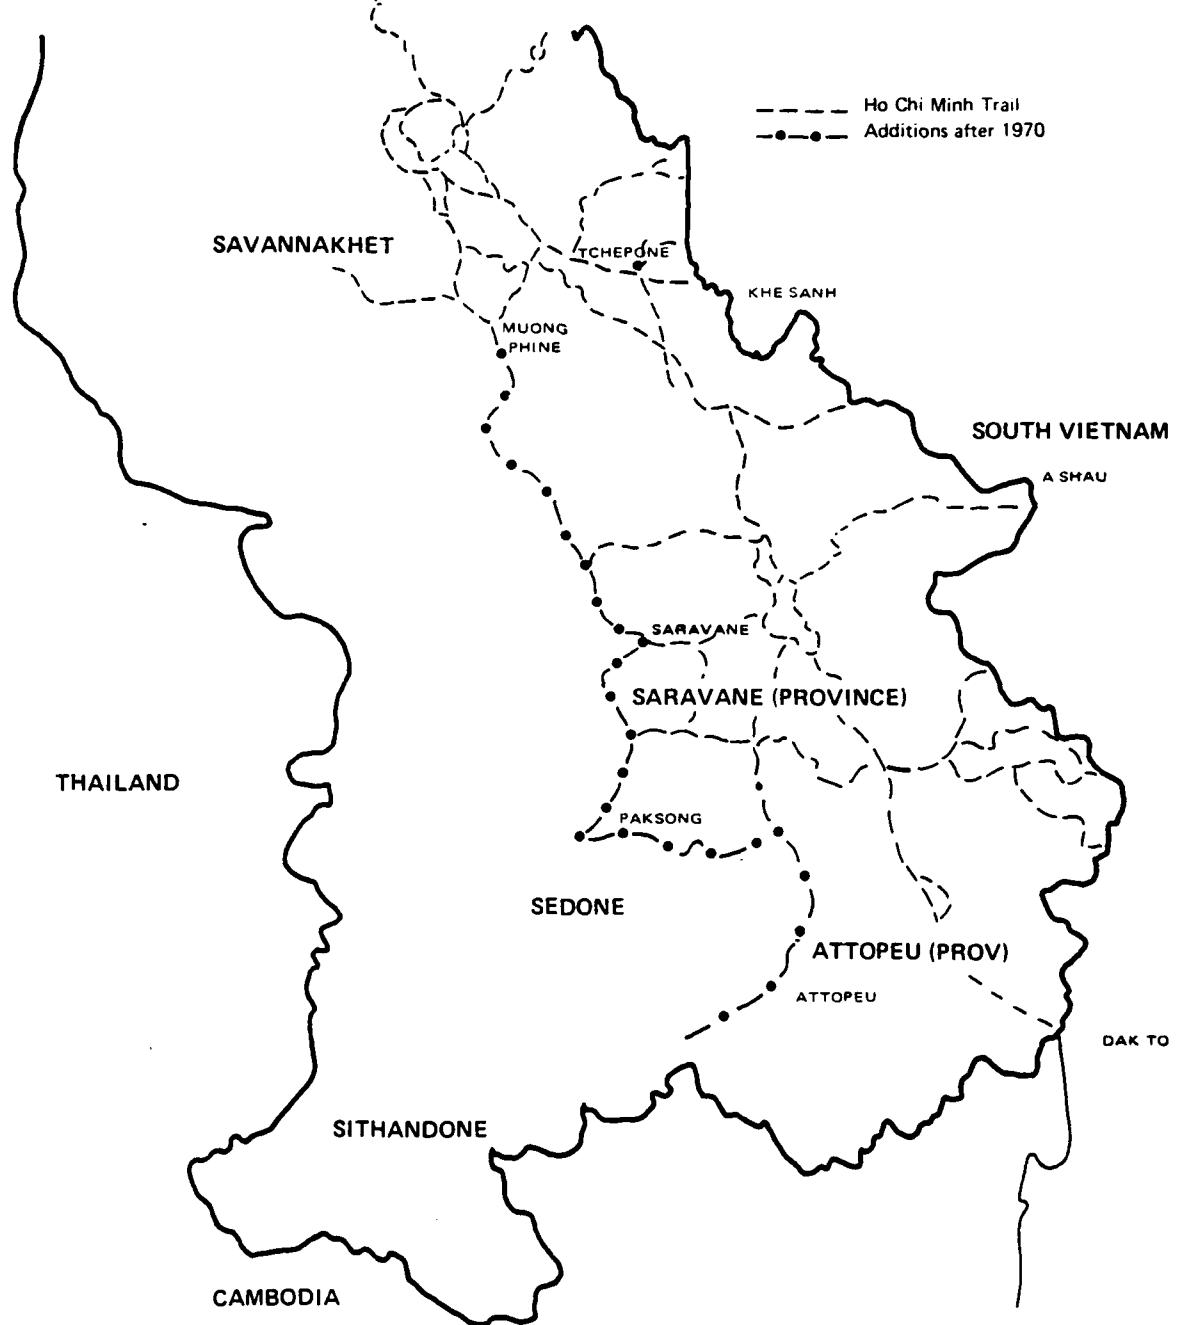 Ho Chi Minh Trail
Additions after 1970
SAVANNAKHET
TCHEPONE
KHE SANH
MUONG
PHINE
SOUTH VIETNAM
A SHAU
SARAVANE
SARAVANE (PROVINCE)
THAILAND
PAKSONG
SEDONE
ATTOPEU (PROV)
ATTOPEU
DAK TO
SITHANDONE
CAMBODIA